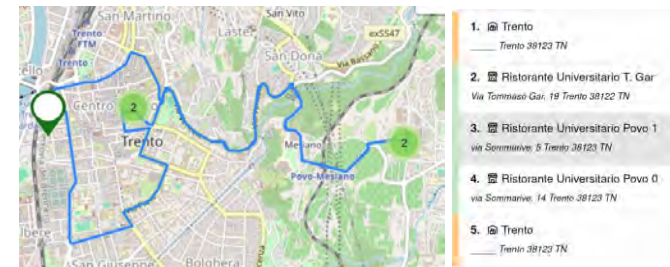 San Martino
San Vito
Trento
FTM
Laste
exSS47
Trento
San Donà
Via Bassano
Centro
2
Trento
Mesiano
2
Povo-Mesiano
San Giuseppe
Bolghera
1. Trento
_____ Trento 38123 TN
2. Ristorante Universitario T. Gar
Via Tommaso Gar, 19 Trento 38122 TN
3. Ristorante Universitario Povo 1
via Sommarive, 5 Trento 38123 TN
4. Ristorante Universitario Povo 0
via Sommarive, 14 Trento 38123 TN
5. Trento
_____ Trento 38123 TN